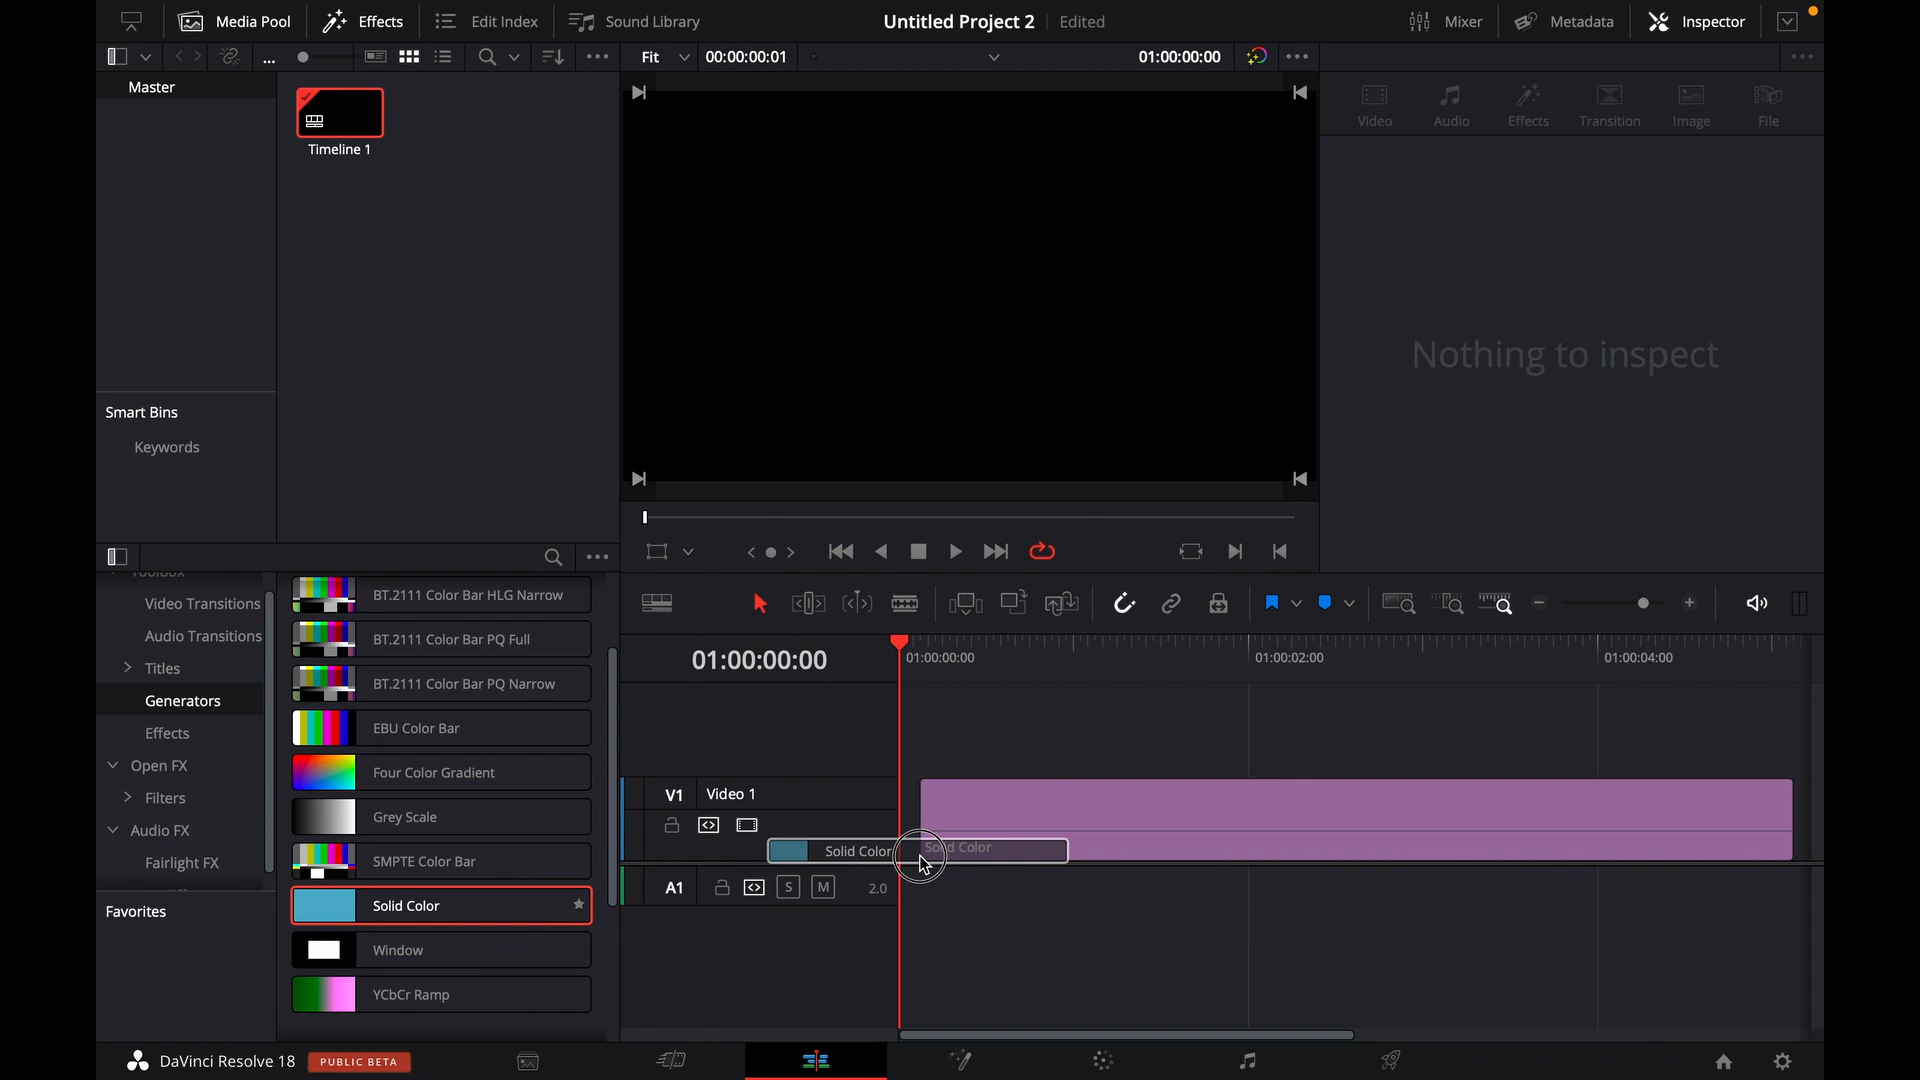 Media Pool
Effects
Edit Index
Sound Library
Untitled Project 2
Edited
Mixer
Metadata
Inspector
...
Fit
00:00:00:01
01:00:00:00
Master
Timeline 1
Video
Audio
Effects
Transition
Image
File
Nothing to inspect
Smart Bins
Keywords
Toolbox
Video Transitions
Audio Transitions
Titles
Generators
Effects
Open FX
Filters
Audio FX
Fairlight FX
Favorites
BT.2111 Color Bar HLG Narrow
BT.2111 Color Bar PQ Full
BT.2111 Color Bar PQ Narrow
EBU Color Bar
Four Color Gradient
Grey Scale
SMPTE Color Bar
Solid Color
Window
YCbCr Ramp
01:00:00:00
01:00:00:00
01:00:02:00
01:00:04:00
V1
Video 1
Solid Color
Solid Color
A1
S
M
2.0
DaVinci Resolve 18
PUBLIC BETA